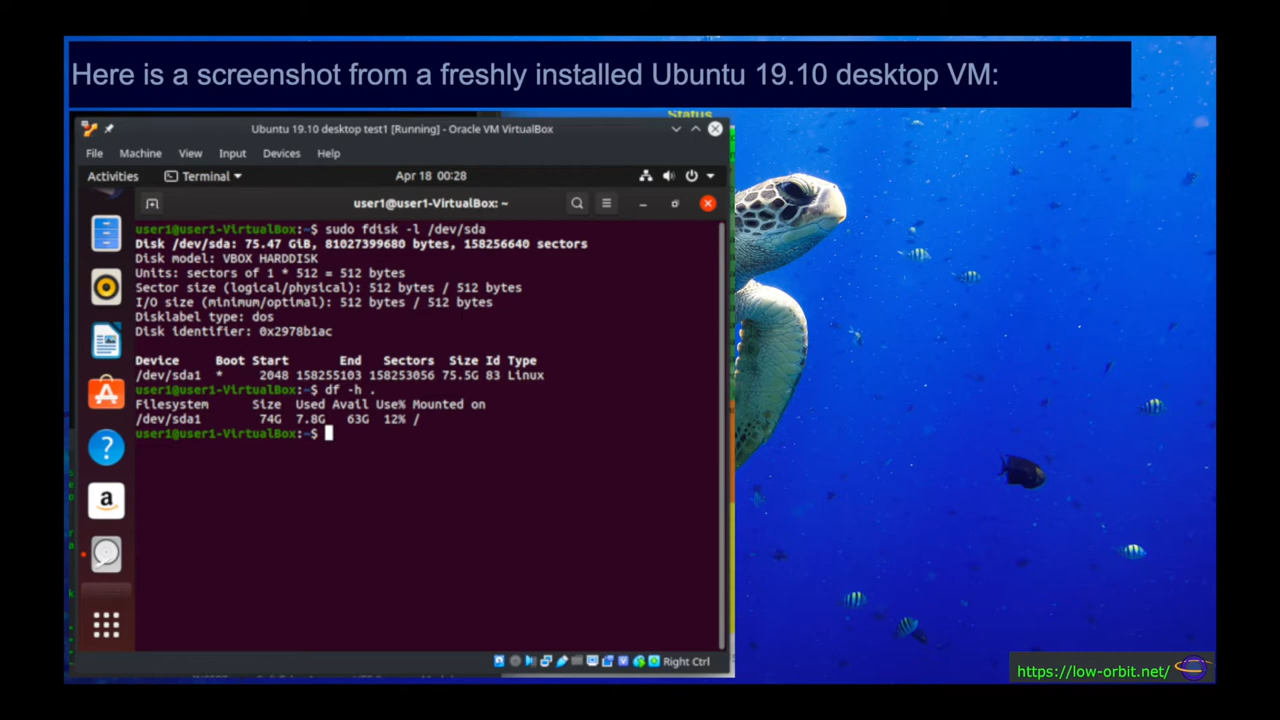 Here is a screenshot from a freshly installed Ubuntu 19.10 desktop VM:
Status
Ubuntu 19.10 desktop test1 [Running] - Oracle VM VirtualBox
File Machine View Input Devices Help
Activities Terminal Apr 18 00:28
user1@user1-VirtualBox: ~
user1@user1-VirtualBox:~$ sudo fdisk -l /dev/sda
Disk /dev/sda: 75.47 GiB, 81027399680 bytes, 158256640 sectors
Disk model: VBOX HARDDISK
Units: sectors of 1 * 512 = 512 bytes
Sector size (logical/physical): 512 bytes / 512 bytes
I/O size (minimum/optimal): 512 bytes / 512 bytes
Disklabel type: dos
Disk identifier: 0x2978b1ac
Device Boot Start End Sectors Size Id Type
/dev/sda1 * 2048 158255103 158253056 75.5G 83 Linux
user1@user1-VirtualBox:~$ df -h .
Filesystem Size Used Avail Use% Mounted on
/dev/sda1 74G 7.8G 63G 12% /
user1@user1-VirtualBox:~$
Right Ctrl
https://low-orbit.net/